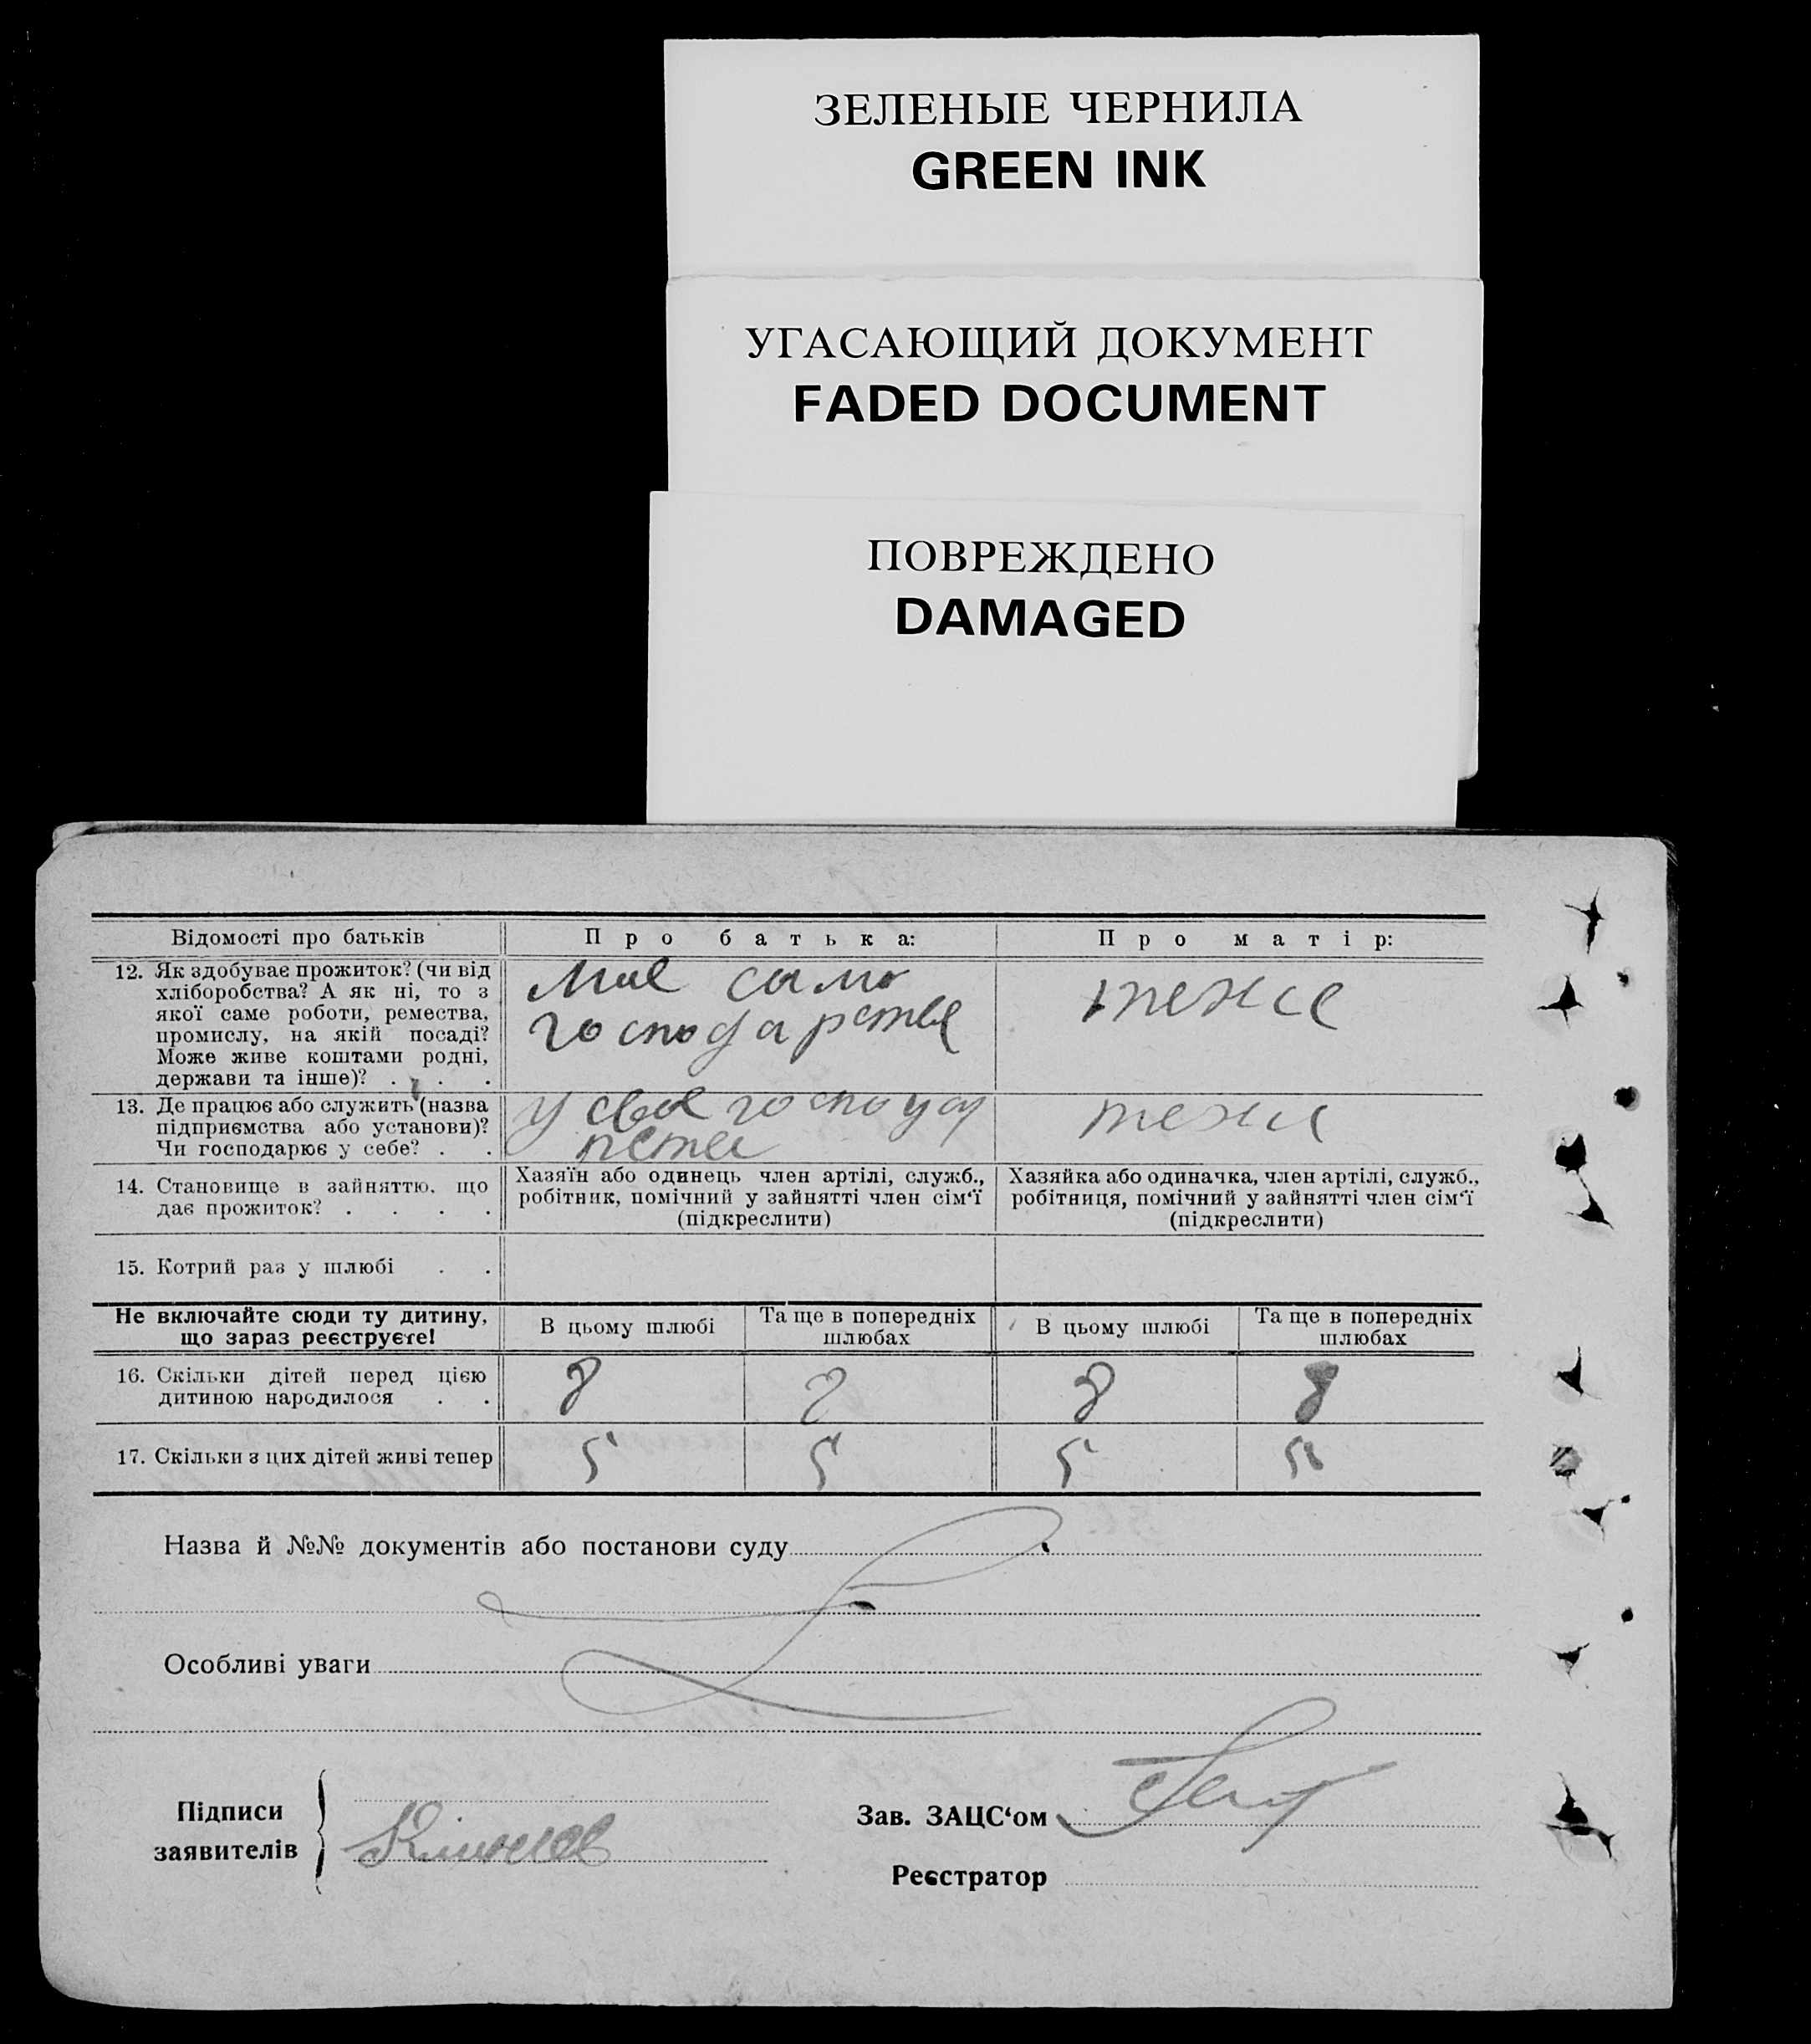 ЗЕЛЕНЫЕ ЧЕРНИЛА
GREEN INK
УГАСАЮЩИЙ ДОКУМЕНТ
FADED DOCUMENT
ПОВРЕЖДЕНО
DAMAGED
Відомості про батьків
Про батька:
Про матір:
12. Як здобуває прожиток? (чи від
хліборобства? А як ні, то з
якої саме роботи, ремества,
промислу, на якій посаді?
Може живе коштами родні,
держави та інше)? . . .
має само
господарство
теже
13. Де працює або служить (назва
підприємства або установи)?
Чи господарює у себе? . .
у своє господа
рстві
теже
14. Становище в зайняттю, що
дає прожиток? . . . .
Хазяїн або одинець член артілі, служб.,
робітник, помічний у зайнятті член сім‘ї
(підкреслити)
Хазяйка або одиначка, член артілі, служб.,
робітниця, помічний у зайнятті член сім‘ї
(підкреслити)
15. Котрий раз у шлюбі . .
Не включайте сюди ту дитину,
що зараз реєструєте!
В цьому шлюбі
Та ще в попередніх
шлюбах
В цьому шлюбі
Та ще в попередніх
шлюбах
16. Скільки дітей перед цією
дитиною народилося . .
8 8 8 8
17. Скільки з цих дітей живі тепер
5 5 5 5
Назва й №№ документів або постанови суду
Особливі уваги
Підписи
заявителів
Зав. ЗАЦС‘ом
Реєстратор